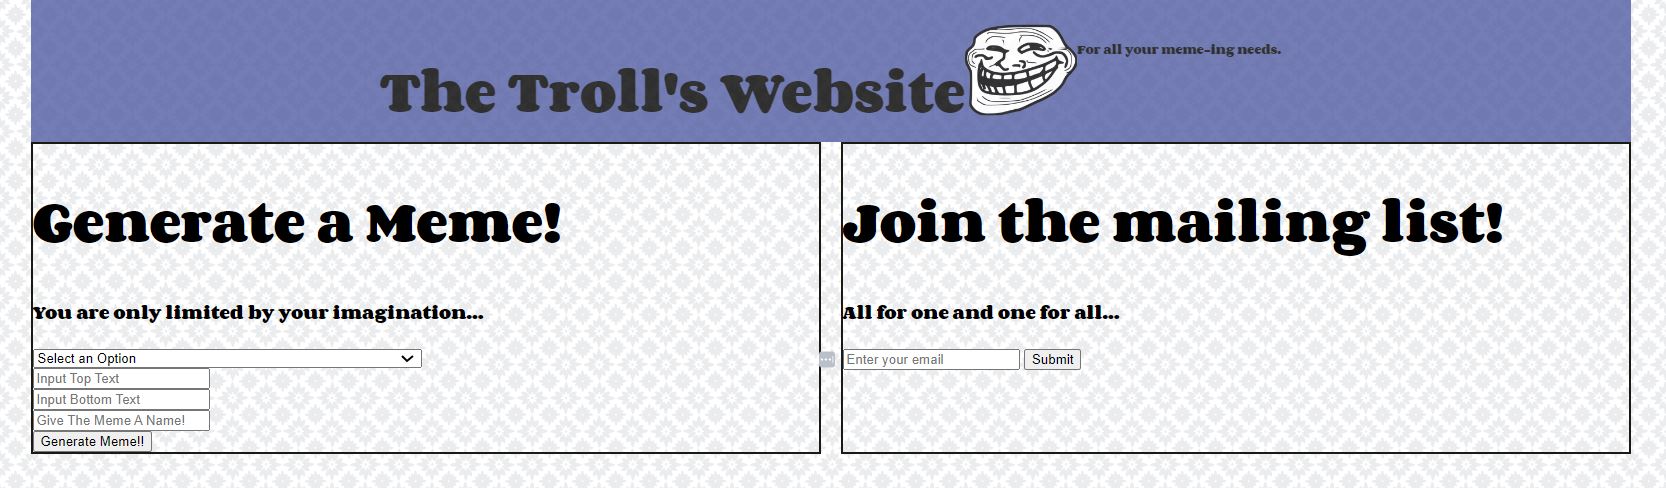 The Troll's Website
For all your meme-ing needs.
Generate a Meme!
You are only limited by your imagination...
Select an Option
Input Top Text
Input Bottom Text
Give The Meme A Name!
Generate Meme!!
Join the mailing list!
All for one and one for all...
Enter your email Submit